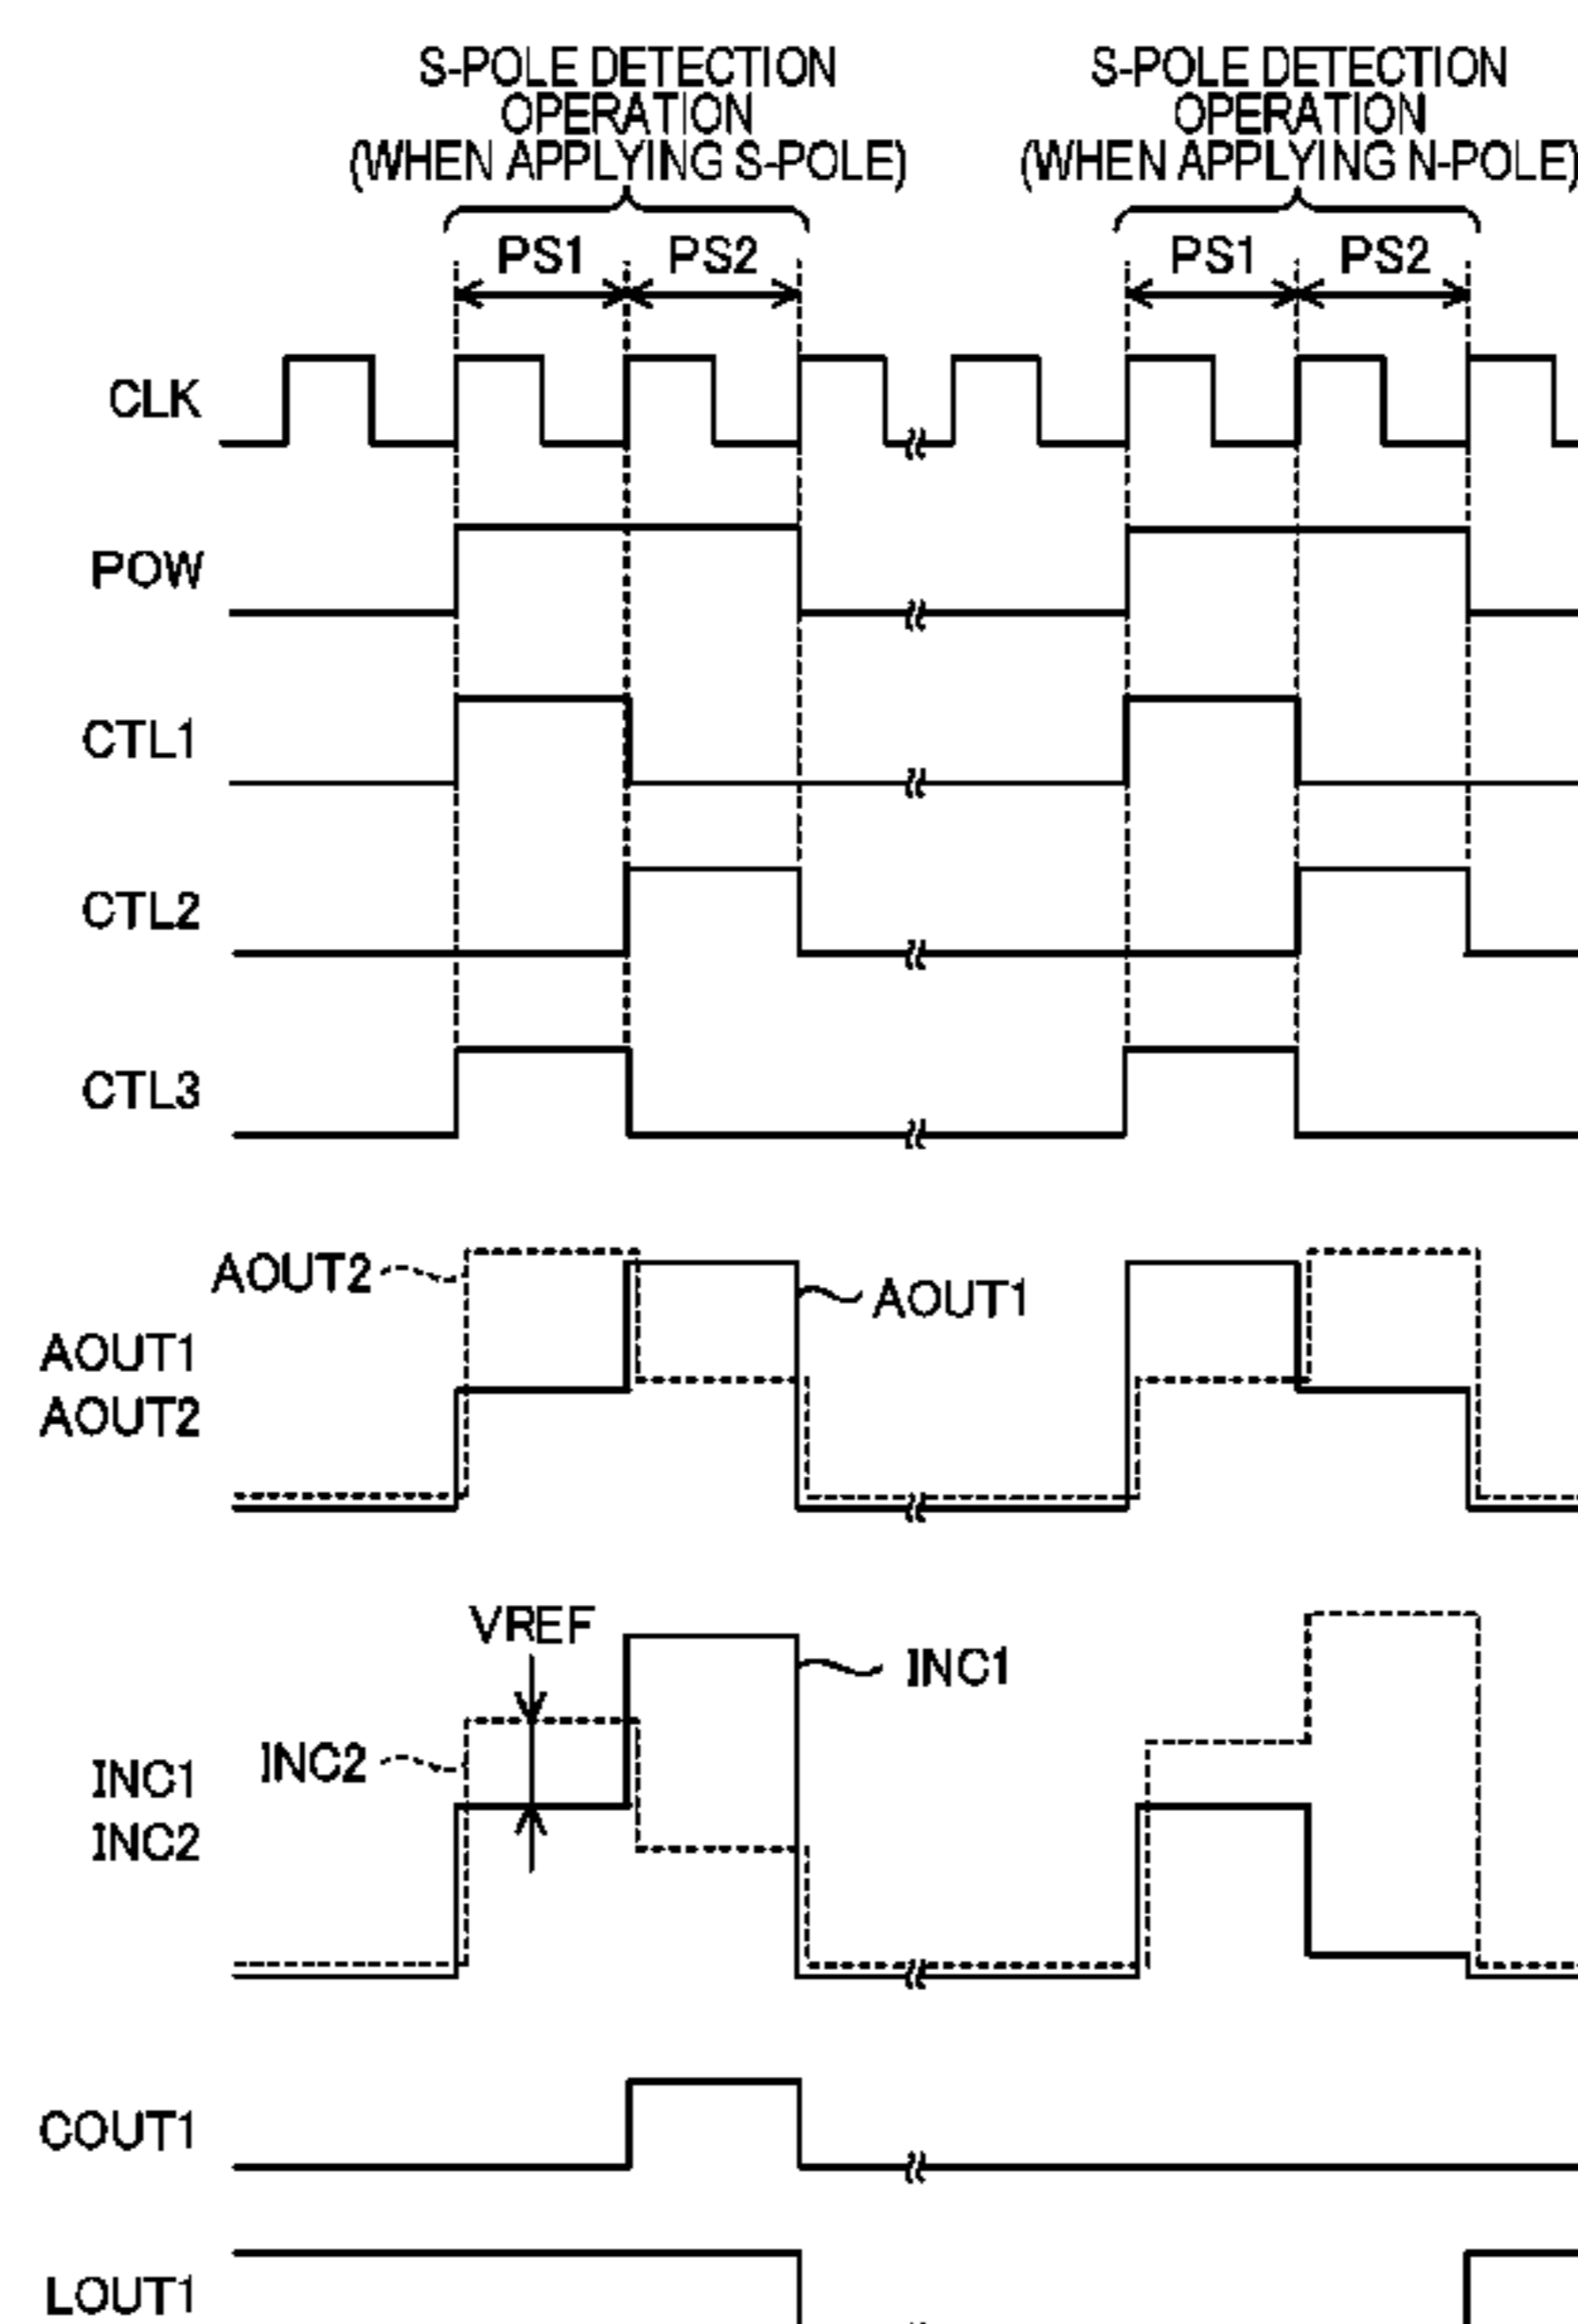 S-POLE DETECTION
OPERATION
(WHEN APPLYING S-POLE)
S-POLE DETECTION
OPERATION
(WHEN APPLYING N-POLE)
PS1
PS2
PS1
PS2
CLK
POW
CTL1
CTL2
CTL3
AOUT2
AOUT1
AOUT1
AOUT2
VREF
INC1
INC2
INC1
INC2
COUT1
LOUT1